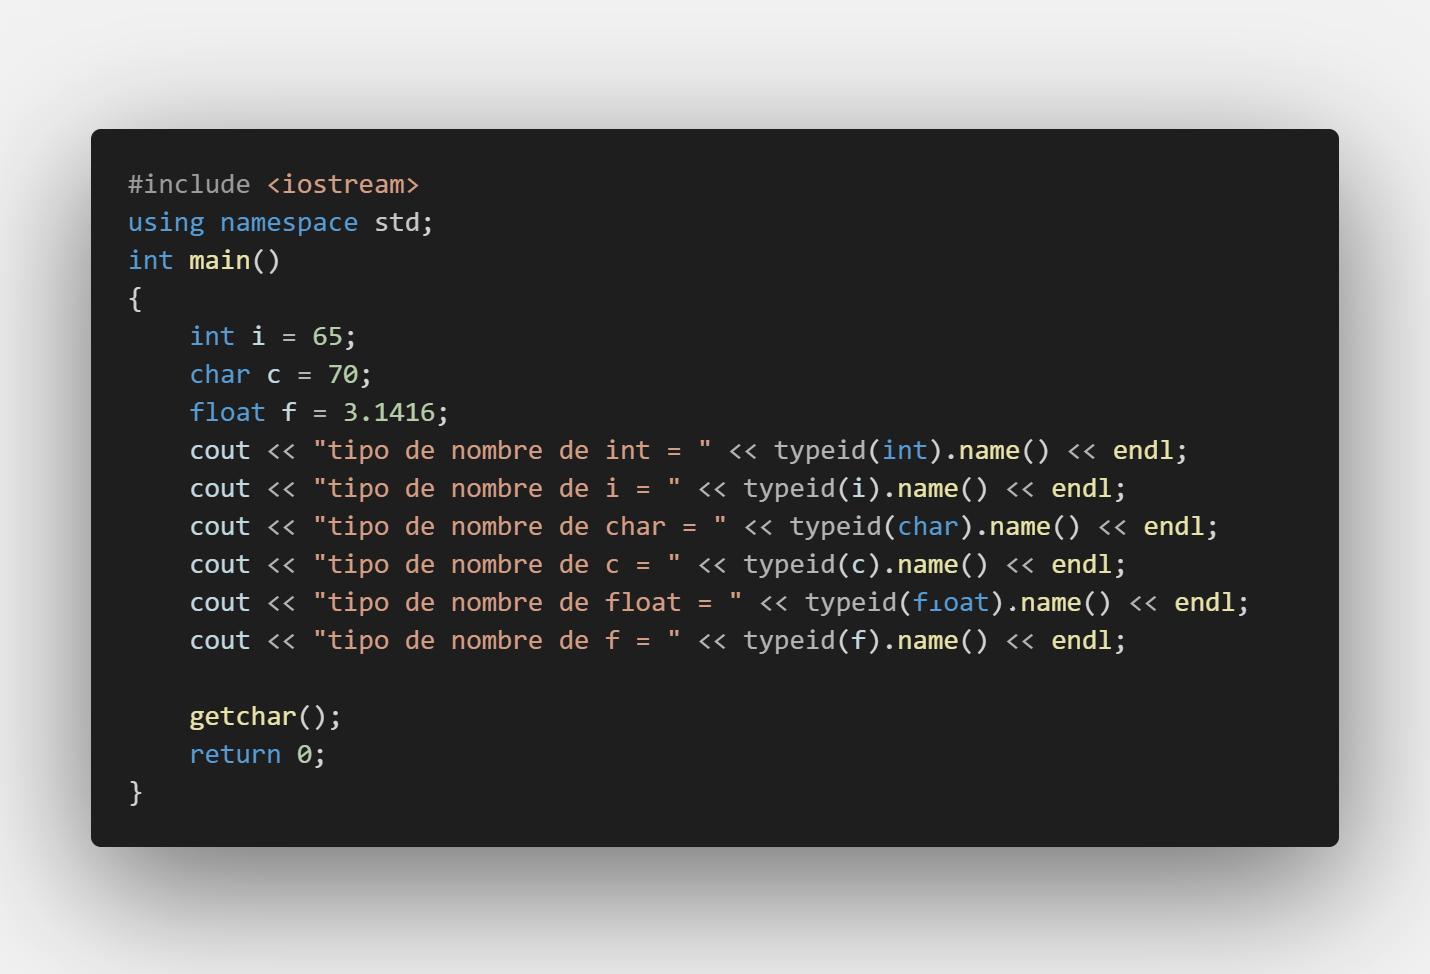 #include <iostream>
using namespace std;
int main()
{
    int i = 65;
    char c = 70;
    float f = 3.1416;
    cout << "tipo de nombre de int = " << typeid(int).name() << endl;
    cout << "tipo de nombre de i = " << typeid(i).name() << endl;
    cout << "tipo de nombre de char = " << typeid(char).name() << endl;
    cout << "tipo de nombre de c = " << typeid(c).name() << endl;
    cout << "tipo de nombre de float = " << typeid(float).name() << endl;
    cout << "tipo de nombre de f = " << typeid(f).name() << endl;
    getchar();
    return 0;
}